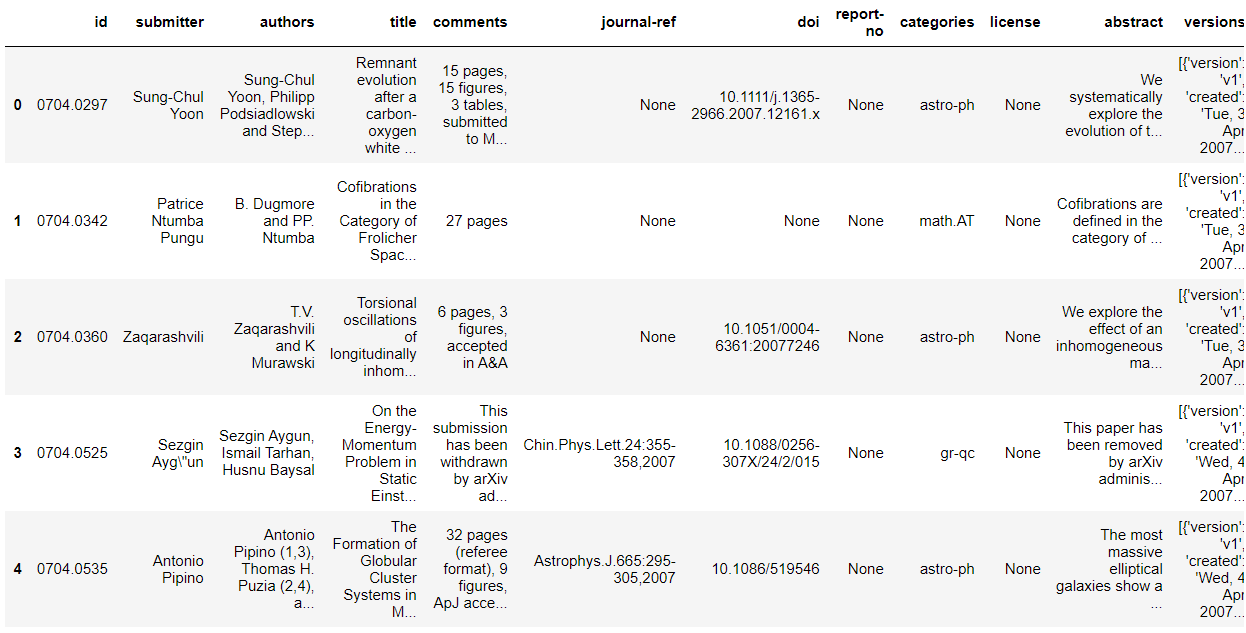 id submitter authors title comments journal-ref doi report-no categories license abstract versions
0 0704.0297 Sung-Chul Yoon Sung-Chul Yoon, Philipp Podsiadlowski and Step... Remnant evolution after a carbon-oxygen white ... 15 pages, 15 figures, 3 tables, submitted to M... None 10.1111/j.1365-2966.2007.12161.x None astro-ph None We systematically explore the evolution of t... [{'version': 'v1', 'created': 'Tue, 3 Apr 2007...
1 0704.0342 Patrice Ntumba Pungu B. Dugmore and PP. Ntumba Cofibrations in the Category of Frolicher Spac... 27 pages None None None math.AT None Cofibrations are defined in the category of ... [{'version': 'v1', 'created': 'Tue, 3 Apr 2007...
2 0704.0360 Zaqarashvili T.V. Zaqarashvili and K Murawski Torsional oscillations of longitudinally inhom... 6 pages, 3 figures, accepted in A&A None 10.1051/0004-6361:20077246 None astro-ph None We explore the effect of an inhomogeneous ma... [{'version': 'v1', 'created': 'Tue, 3 Apr 2007...
3 0704.0525 Sezgin Ayg\"un Sezgin Aygun, Ismail Tarhan, Husnu Baysal On the Energy-Momentum Problem in Static Einst... This submission has been withdrawn by arXiv ad... Chin.Phys.Lett.24:355-358,2007 10.1088/0256-307X/24/2/015 None gr-qc None This paper has been removed by arXiv adminis... [{'version': 'v1', 'created': 'Wed, 4 Apr 2007...
4 0704.0535 Antonio Pipino Antonio Pipino (1,3), Thomas H. Puzia (2,4), a... The Formation of Globular Cluster Systems in M... 32 pages (referee format), 9 figures, ApJ acce... Astrophys.J.665:295-305,2007 10.1086/519546 None astro-ph None The most massive elliptical galaxies show a ... [{'version': 'v1', 'created': 'Wed, 4 Apr 2007...